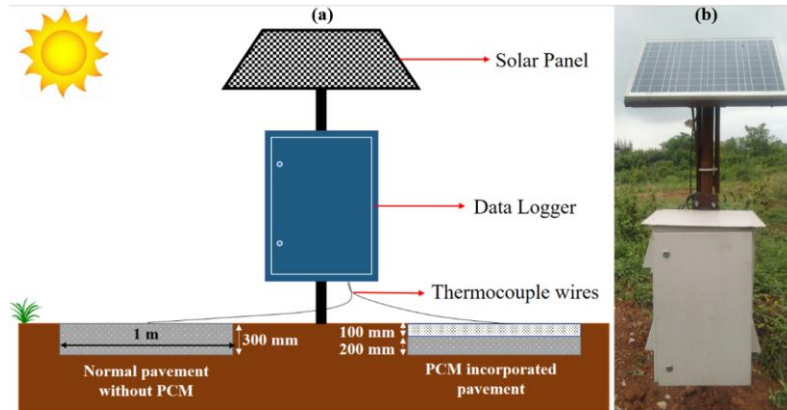 (a)
(b)
Solar Panel
Data Logger
Thermocouple wires
1 m
300 mm
100 mm
200 mm
Normal pavement
without PCM
PCM incorporated
pavement